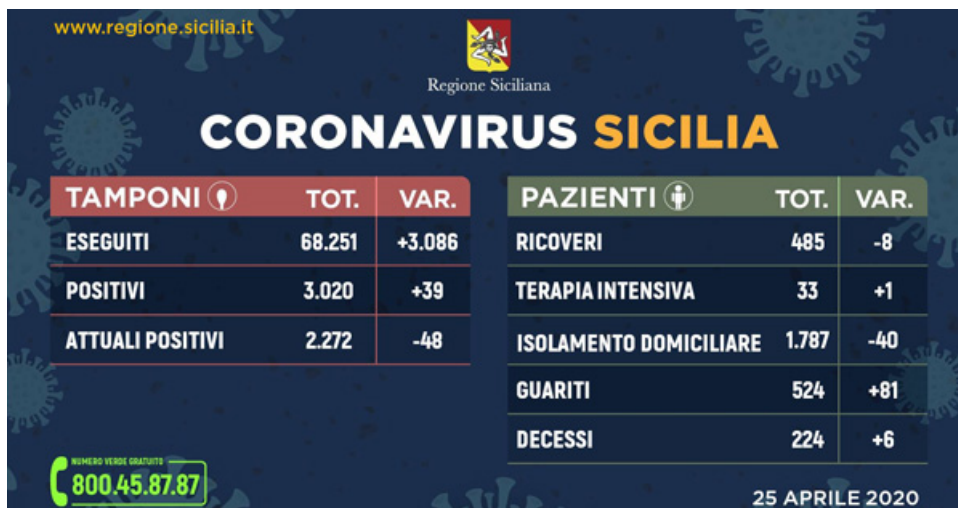 www.regione.sicilia.it
Regione Siciliana
CORONAVIRUS SICILIA
TAMPONI TOT. VAR.
ESEGUITI 68.251 +3.086
POSITIVI 3.020 +39
ATTUALI POSITIVI 2.272 -48
PAZIENTI TOT. VAR.
RICOVERI 485 -8
TERAPIA INTENSIVA 33 +1
ISOLAMENTO DOMICILIARE 1.787 -40
GUARITI 524 +81
DECESSI 224 +6
NUMERO VERDE GRATUITO
800.45.87.87
25 APRILE 2020